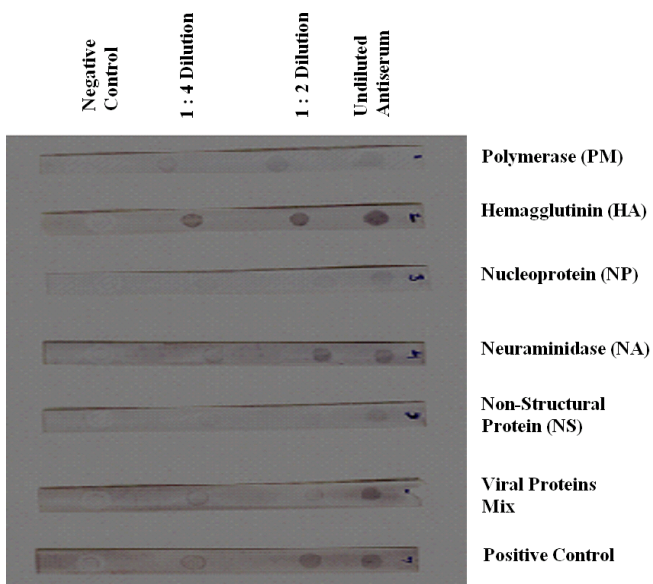 Negative
Control
1 : 4 Dilution
1 : 2 Dilution
Undiluted
Antiserum
Polymerase (PM)
Hemagglutinin (HA)
Nucleoprotein (NP)
Neuraminidase (NA)
Non-Structural
Protein (NS)
Viral Proteins
Mix
Positive Control